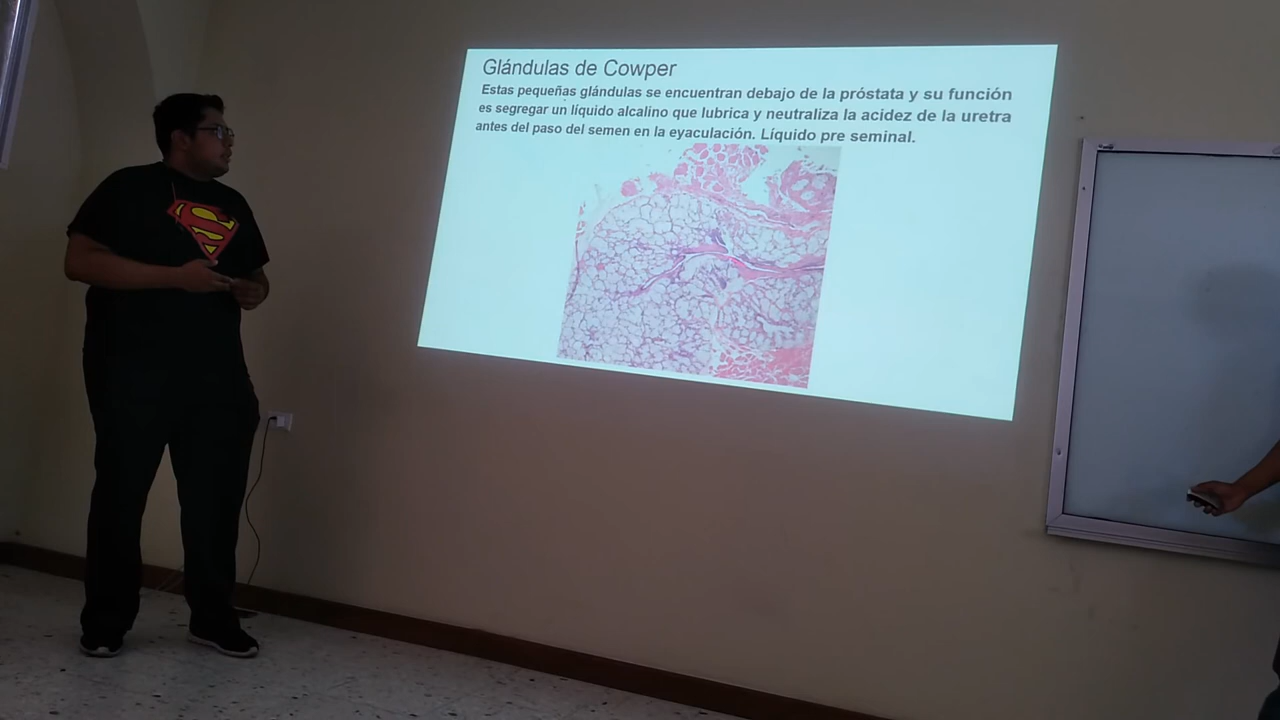 Glándulas de Cowper
Estas pequeñas glándulas se encuentran debajo de la próstata y su función
es segregar un líquido alcalino que lubrica y neutraliza la acidez de la uretra
antes del paso del semen en la eyaculación. Líquido pre seminal.
S